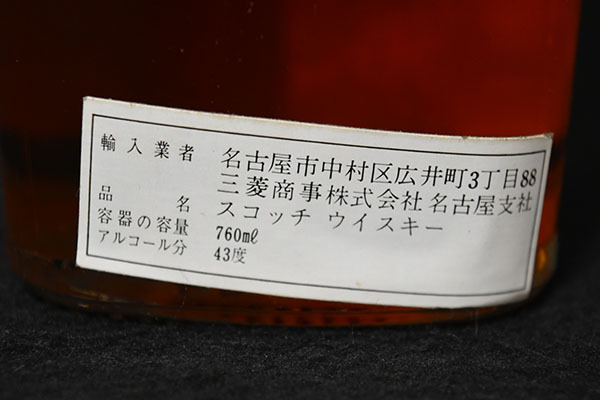 輸入業者 名古屋市中村区広井町3丁目88
三菱商事株式会社 名古屋支社
品名 スコッチ ウイスキー
容器の容量 760ml
アルコール分 43度